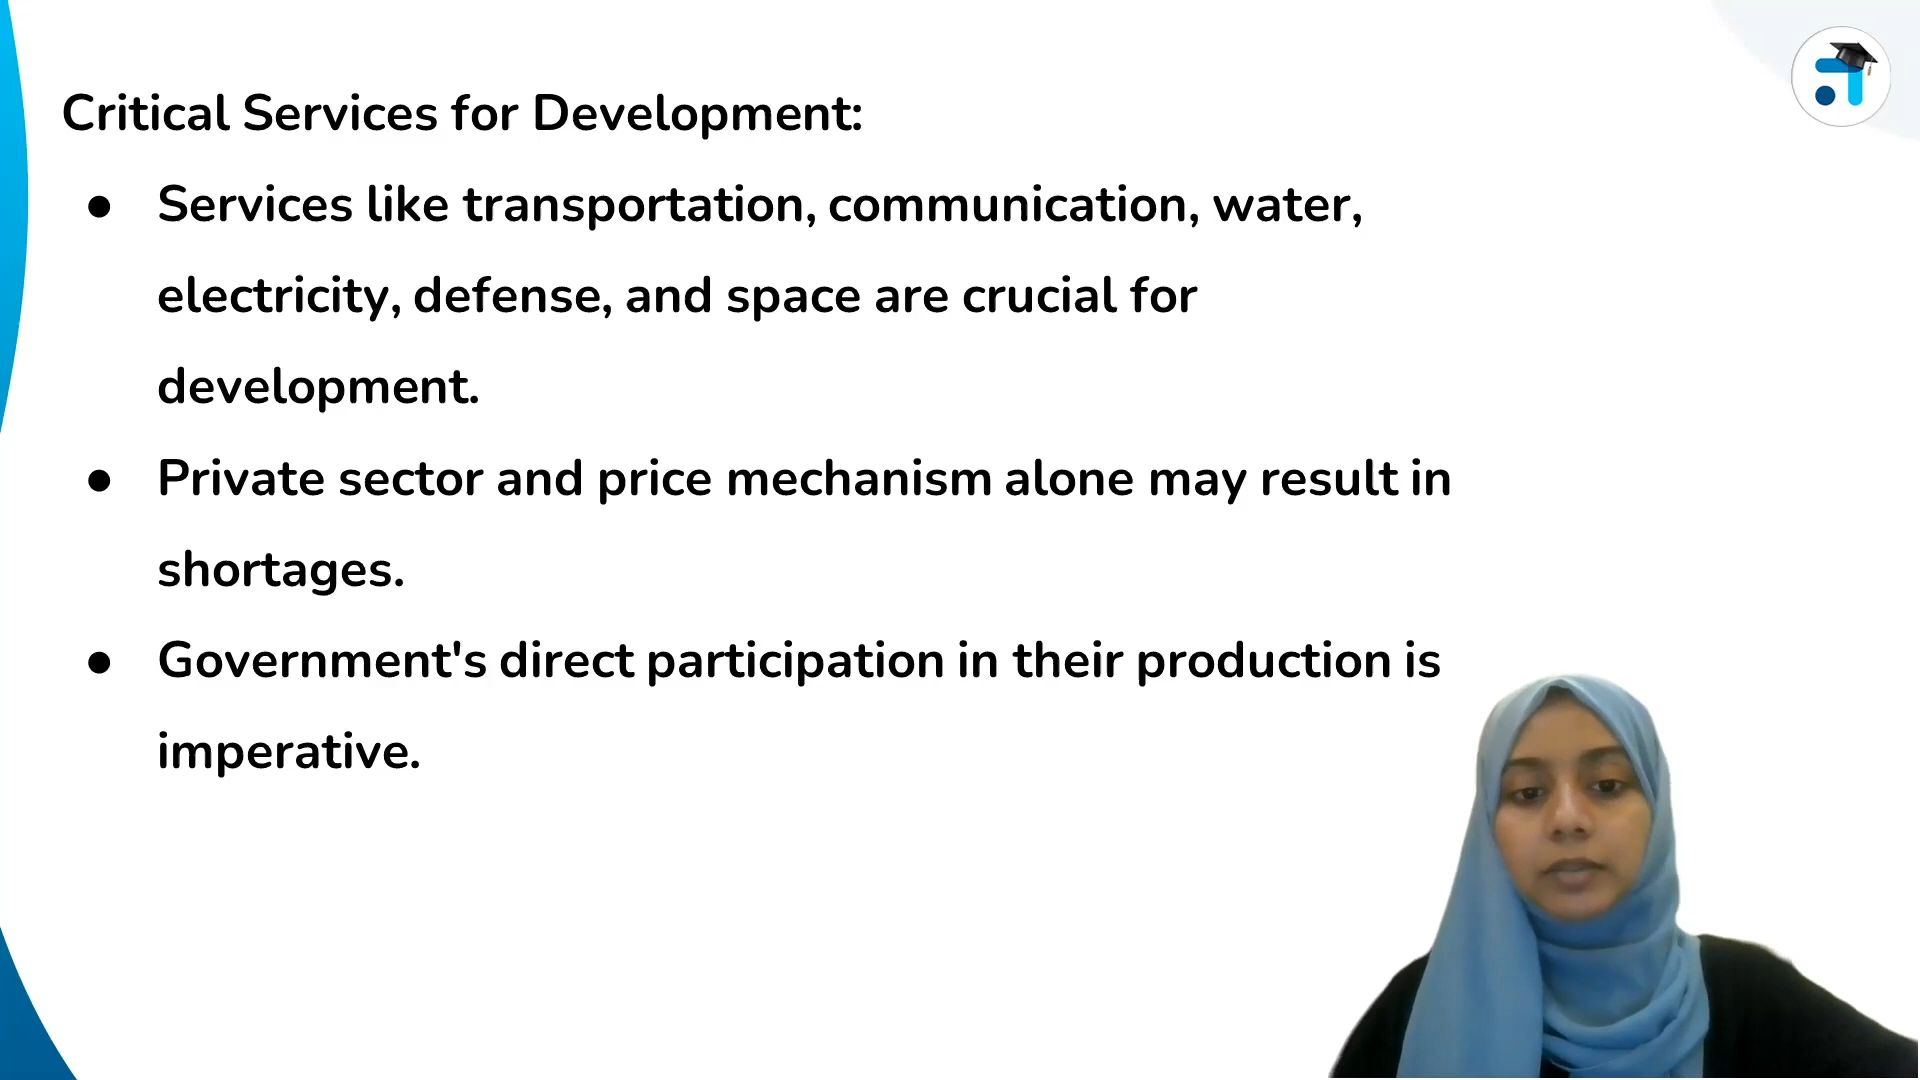 Critical Services for Development:
● Services like transportation, communication, water,
electricity, defense, and space are crucial for
development.
● Private sector and price mechanism alone may result in
shortages.
● Government's direct participation in their production is
imperative.